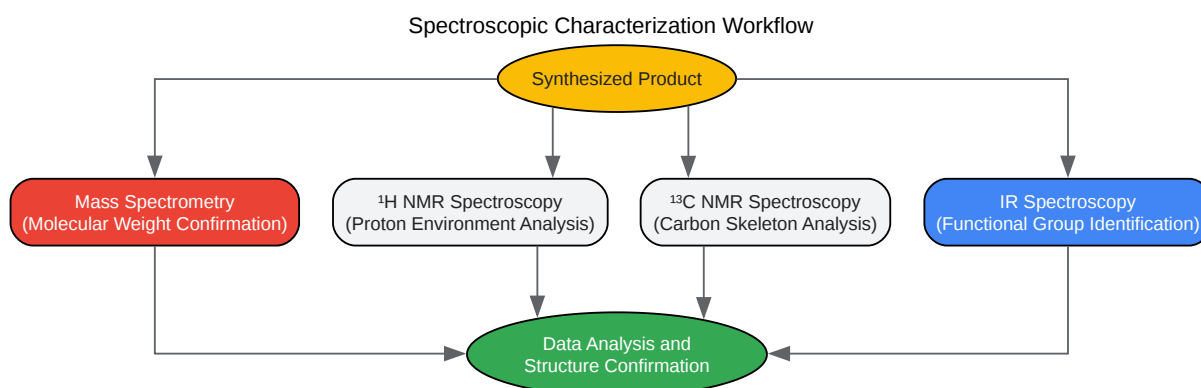 Spectroscopic Characterization Workflow
Synthesized Product
Mass Spectrometry
(Molecular Weight Confirmation)
¹H NMR Spectroscopy
(Proton Environment Analysis)
¹³C NMR Spectroscopy
(Carbon Skeleton Analysis)
IR Spectroscopy
(Functional Group Identification)
Data Analysis and
Structure Confirmation